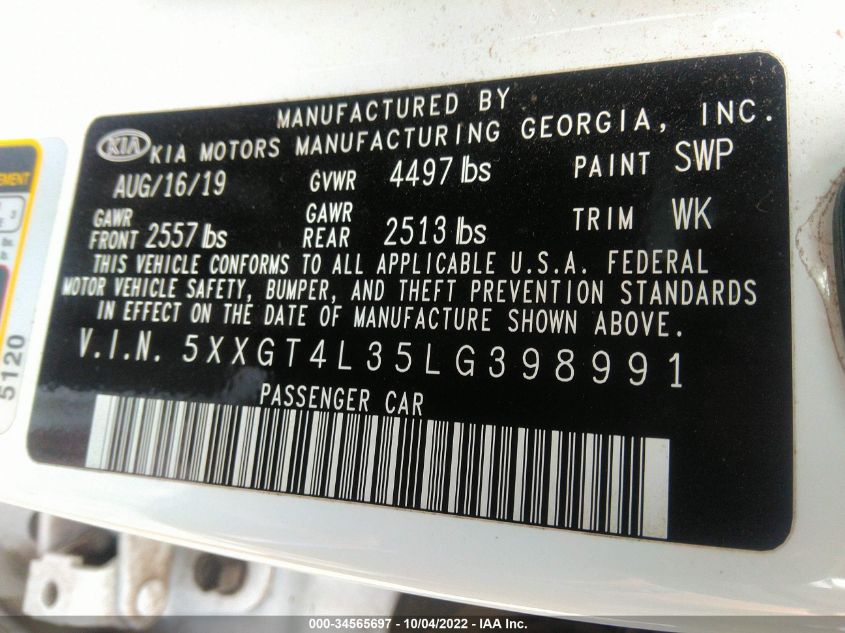 MANUFACTURED BY
KIA KIA MOTORS MANUFACTURING GEORGIA, INC.
AUG/16/19 GVWR 4497 lbs PAINT SWP
GAWR FRONT 2557 lbs GAWR REAR 2513 lbs TRIM WK
THIS VEHICLE CONFORMS TO ALL APPLICABLE U.S.A. FEDERAL
MOTOR VEHICLE SAFETY, BUMPER, AND THEFT PREVENTION STANDARDS
IN EFFECT ON THE DATE OF MANUFACTURE SHOWN ABOVE.
V.I.N. 5XXGT4L35LG398991
PASSENGER CAR
5120
000-34565697 - 10/04/2022 - IAA Inc.